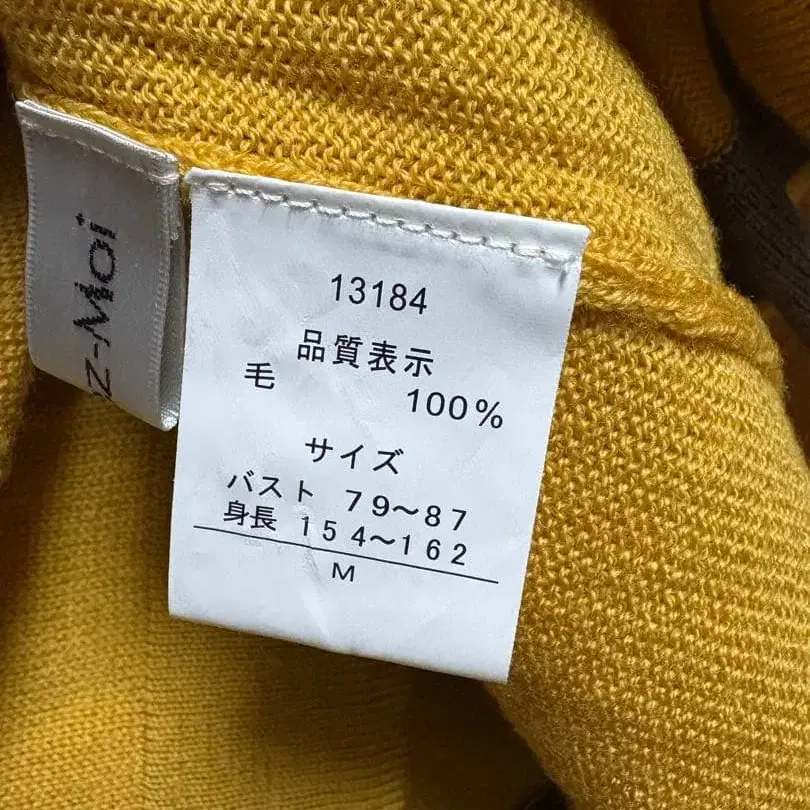 oz-Moi
13184
品質表示
毛 100%
サイズ
バスト 79〜87
身長 154〜162
M